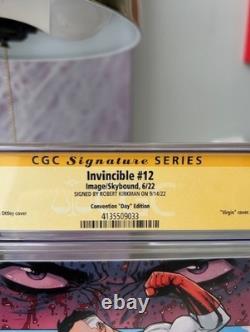 CGC Signature SERIES
Invincible #12
Image/Skybound, 6/22
SIGNED BY ROBERT KIRKMAN ON 9/14/22
Convention "Day" Edition
Ottley cover
"Virgin" cover
4135509033